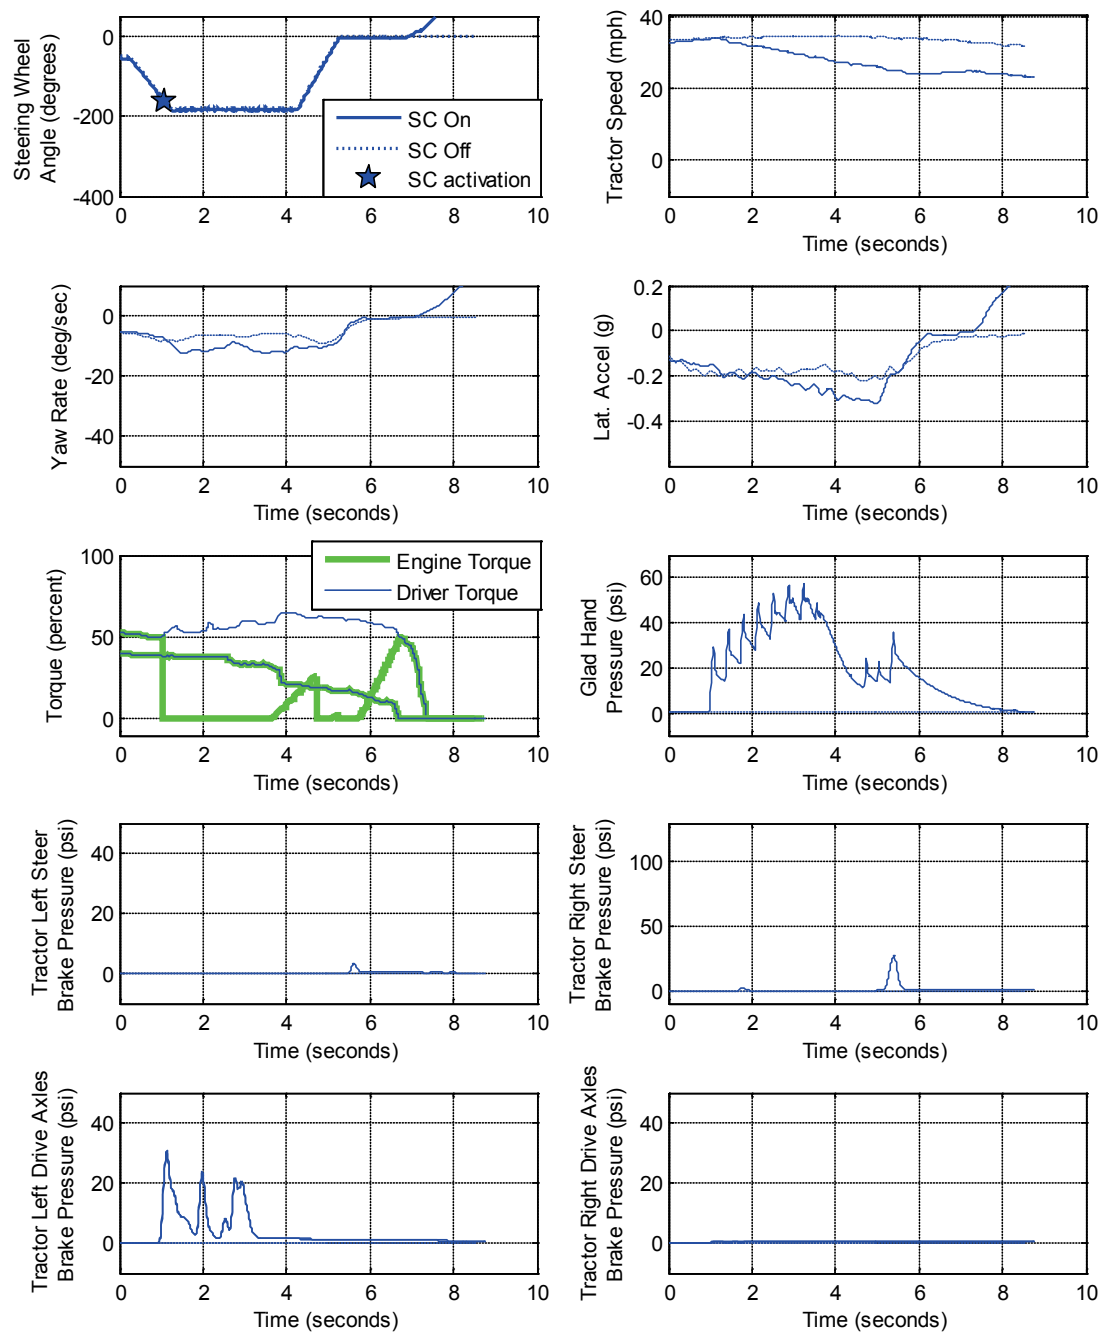 Steering Wheel
Angle (degrees)
0
-200
-400
0 2 4 6 8 10
SC On
SC Off
SC activation
Tractor Speed (mph)
40
20
0
0 2 4 6 8 10
Time (seconds)
Yaw Rate (deg/sec)
0
-20
-40
0 2 4 6 8 10
Time (seconds)
Lat. Accel (g)
0.2
0
-0.2
-0.4
0 2 4 6 8 10
Time (seconds)
Torque (percent)
100
50
0
0 2 4 6 8 10
Time (seconds)
Engine Torque
Driver Torque
Glad Hand
Pressure (psi)
60
40
20
0
0 2 4 6 8 10
Time (seconds)
Tractor Left Steer
Brake Pressure (psi)
40
20
0
0 2 4 6 8 10
Time (seconds)
Tractor Right Steer
Brake Pressure (psi)
100
50
0
0 2 4 6 8 10
Time (seconds)
Tractor Left Drive Axles
Brake Pressure (psi)
40
20
0
0 2 4 6 8 10
Time (seconds)
Tractor Right Drive Axles
Brake Pressure (psi)
40
20
0
0 2 4 6 8 10
Time (seconds)